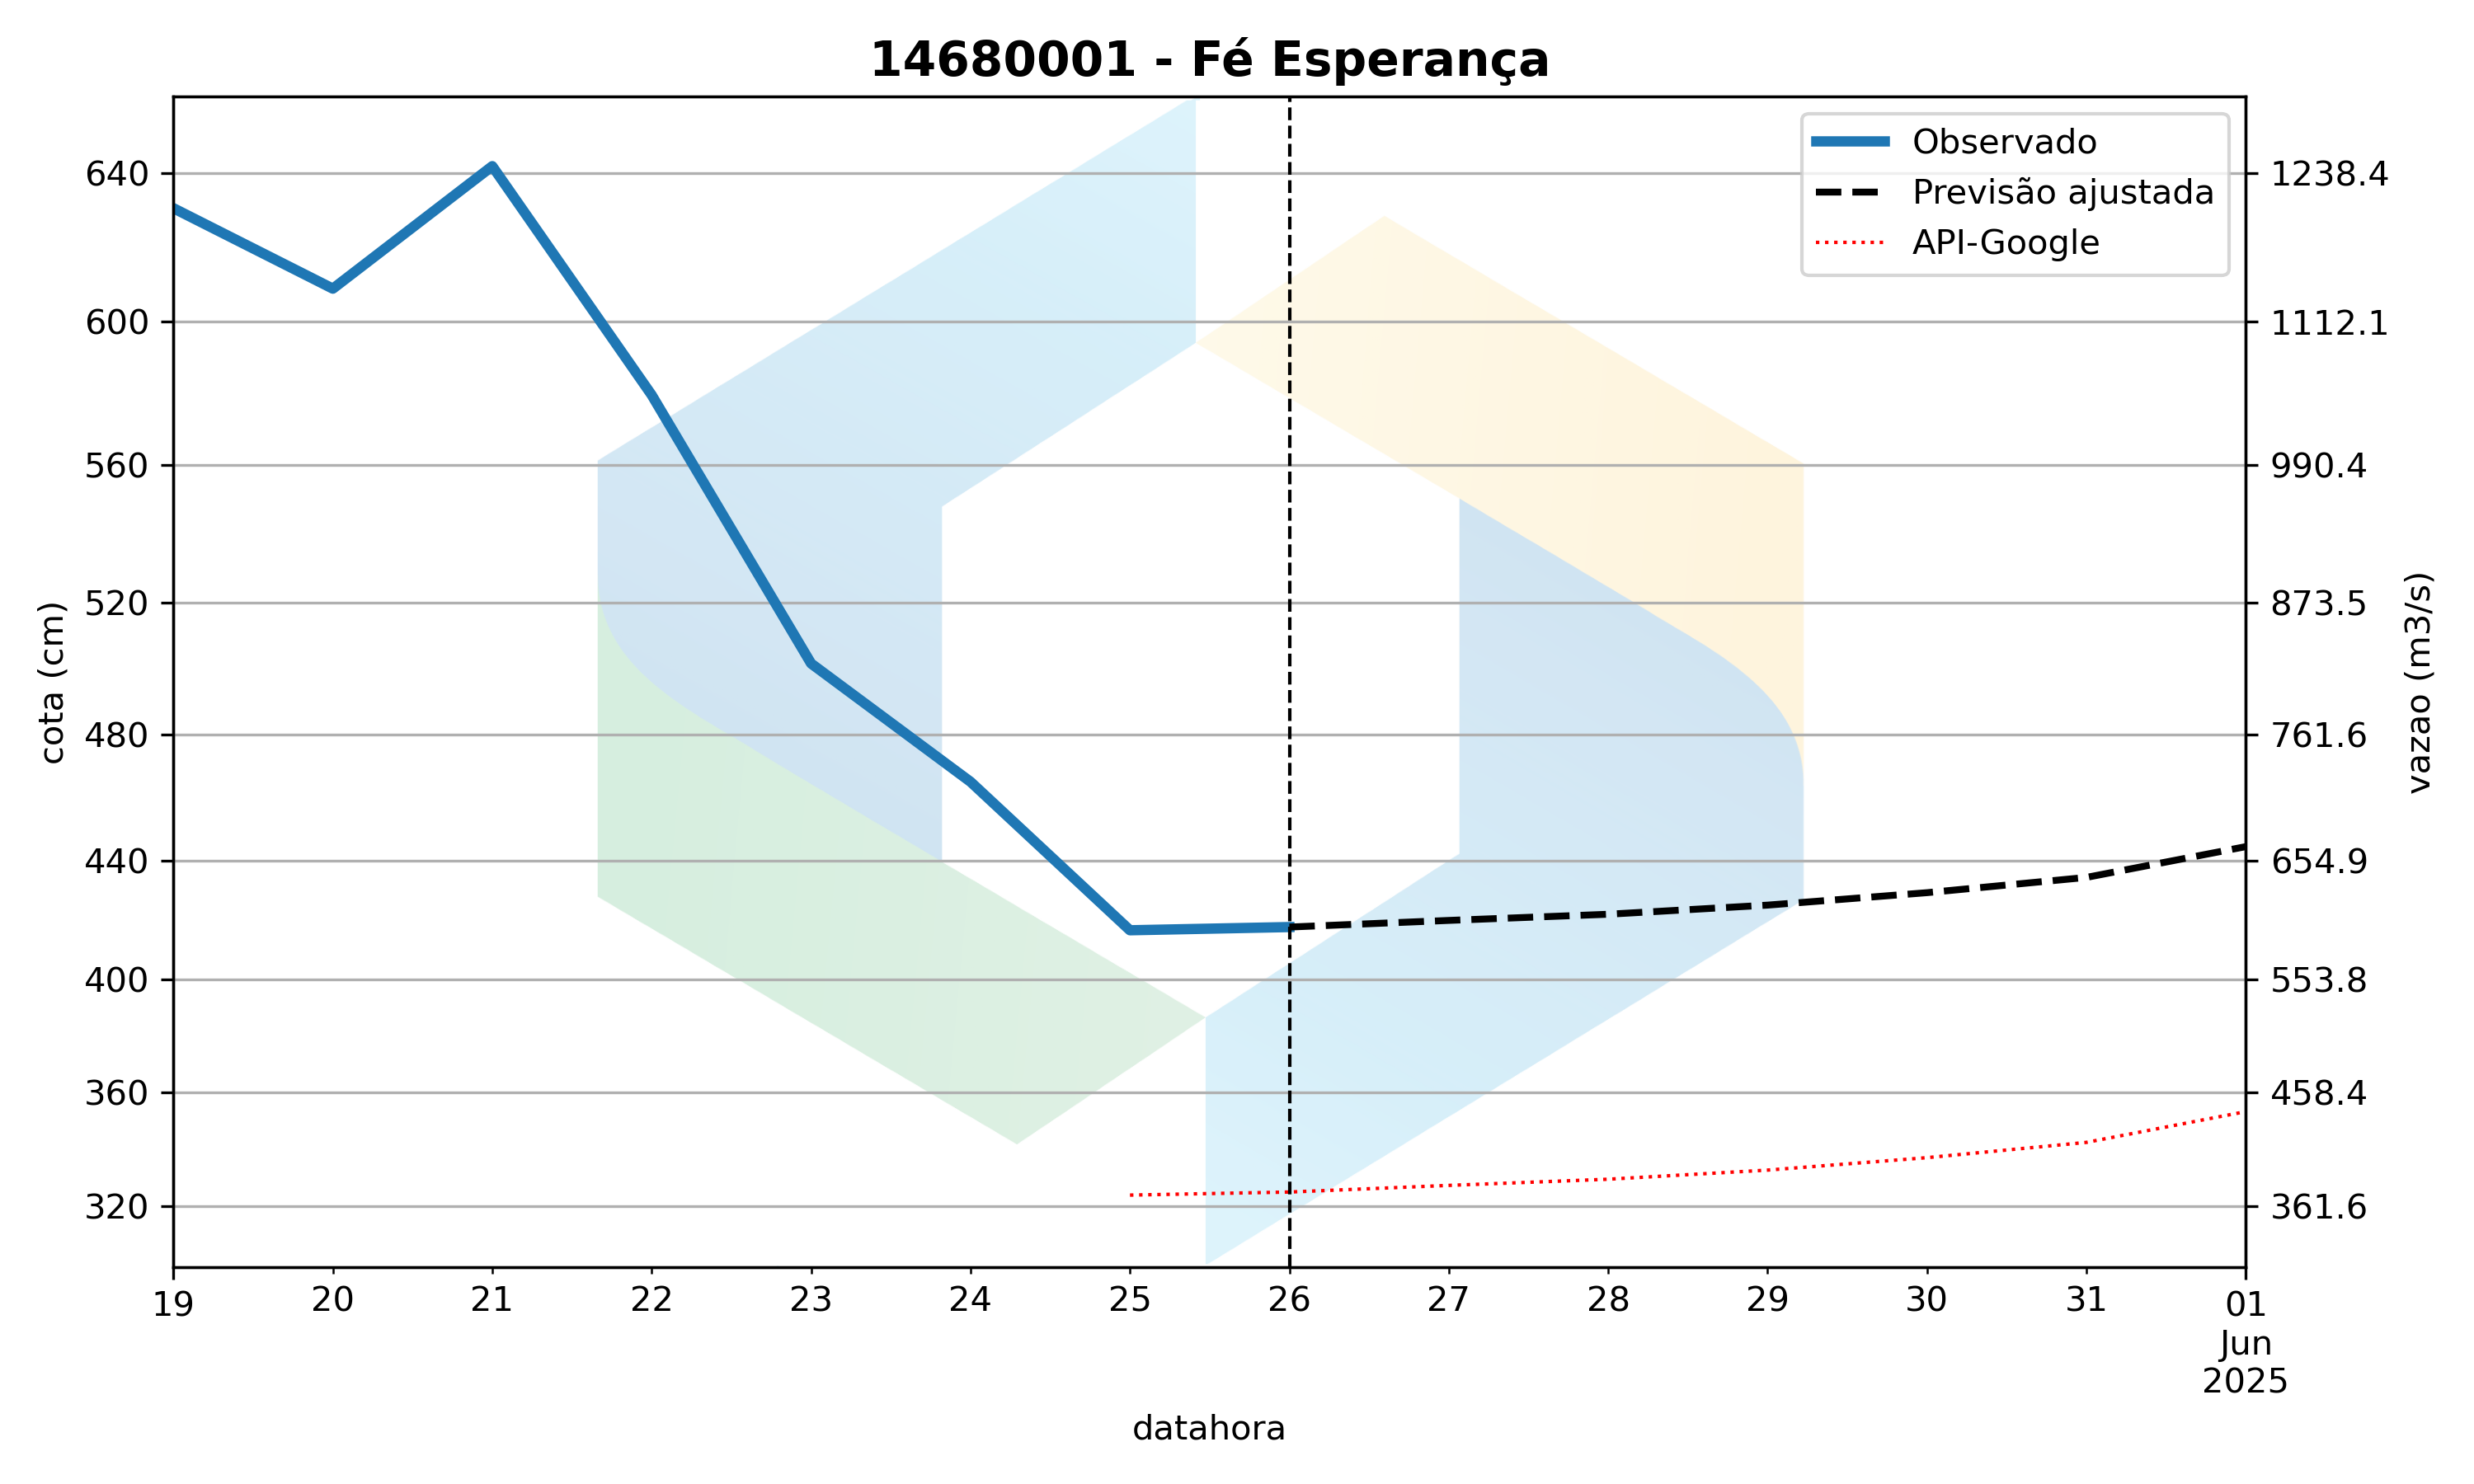 14680001 - Fé Esperança
Observado
Previsão ajustada
API-Google
640
600
560
520
480
440
400
360
320
cota (cm)
1238.4
1112.1
990.4
873.5
761.6
654.9
553.8
458.4
361.6
vazao (m3/s)
19 20 21 22 23 24 25 26 27 28 29 30 31 01
Jun
2025
datahora